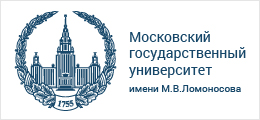 Московский
государственный
университет
имени М.В.Ломоносова
1755